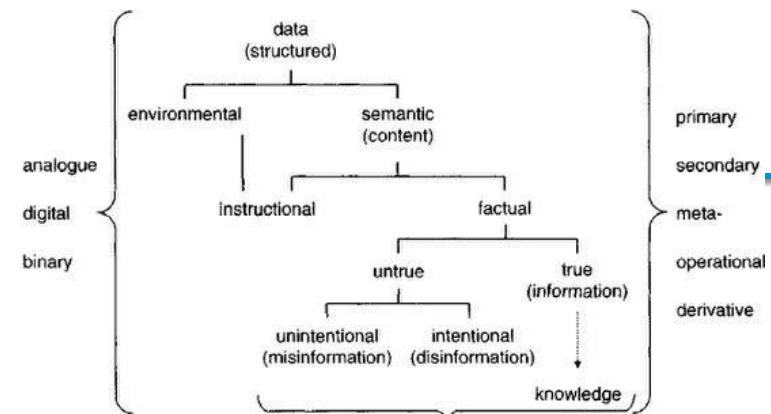 data
(structured)
environmental
semantic
(content)
primary
analogue
secondary
instructional
factual
digital
meta-
untrue
true
(information)
binary
operational
unintentional
(misinformation)
intentional
(disinformation)
derivative
knowledge